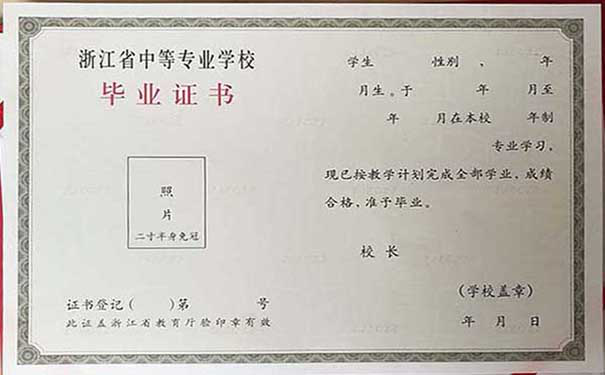 浙江省中等专业学校
毕业证书
照
片
二寸半身免冠
证书登记（　　）第　　　号
此证盖浙江省教育厅验印章有效
学生　　　性别　、　　年
月生。于　　　年　　月至
年　　月在本校　　年制
专业学习，
现已按教学计划完成全部学业，成绩
合格，准予毕业。
校长
（学校盖章）
年　月　日